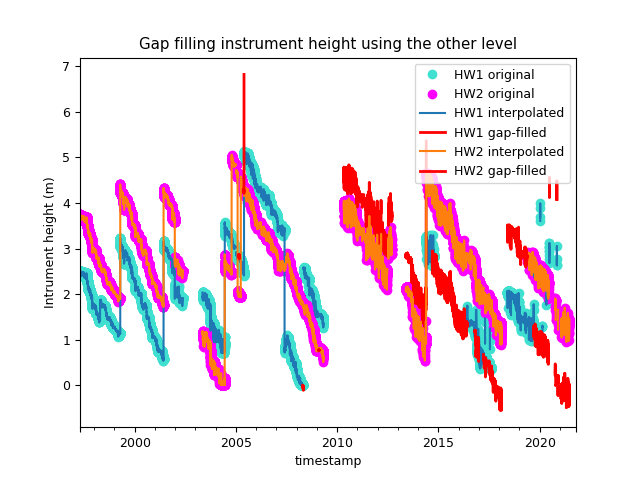 Gap filling instrument height using the other level
HW1 original
HW2 original
HW1 interpolated
HW1 gap-filled
HW2 interpolated
HW2 gap-filled
7
6
5
4
3
2
1
0
Intrument height (m)
2000
2005
2010
2015
2020
timestamp